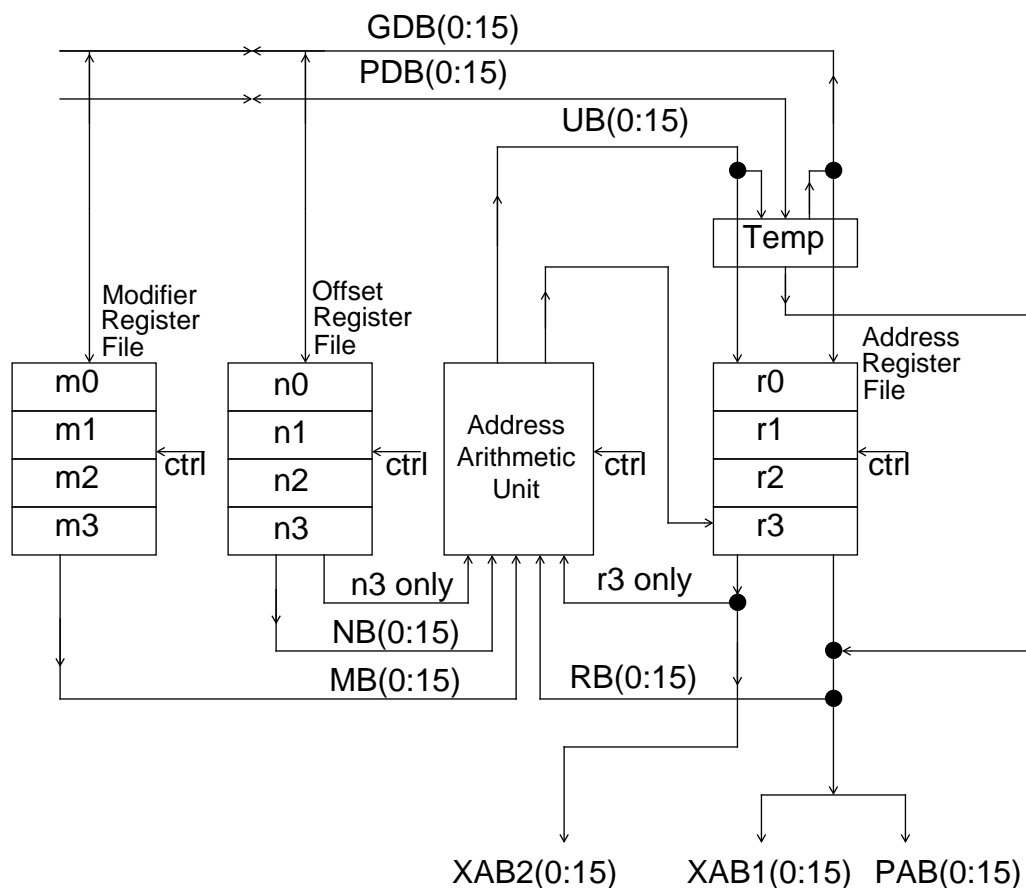 GDB(0:15)
PDB(0:15)
UB(0:15)
Temp
Modifier
Register
File
Offset
Register
File
Address
Register
File
m0
m1
m2
m3
ctrl
n0
n1
n2
n3
ctrl
Address
Arithmetic
Unit
ctrl
r0
r1
r2
r3
ctrl
n3 only
r3 only
NB(0:15)
MB(0:15)
RB(0:15)
XAB2(0:15)
XAB1(0:15)
PAB(0:15)